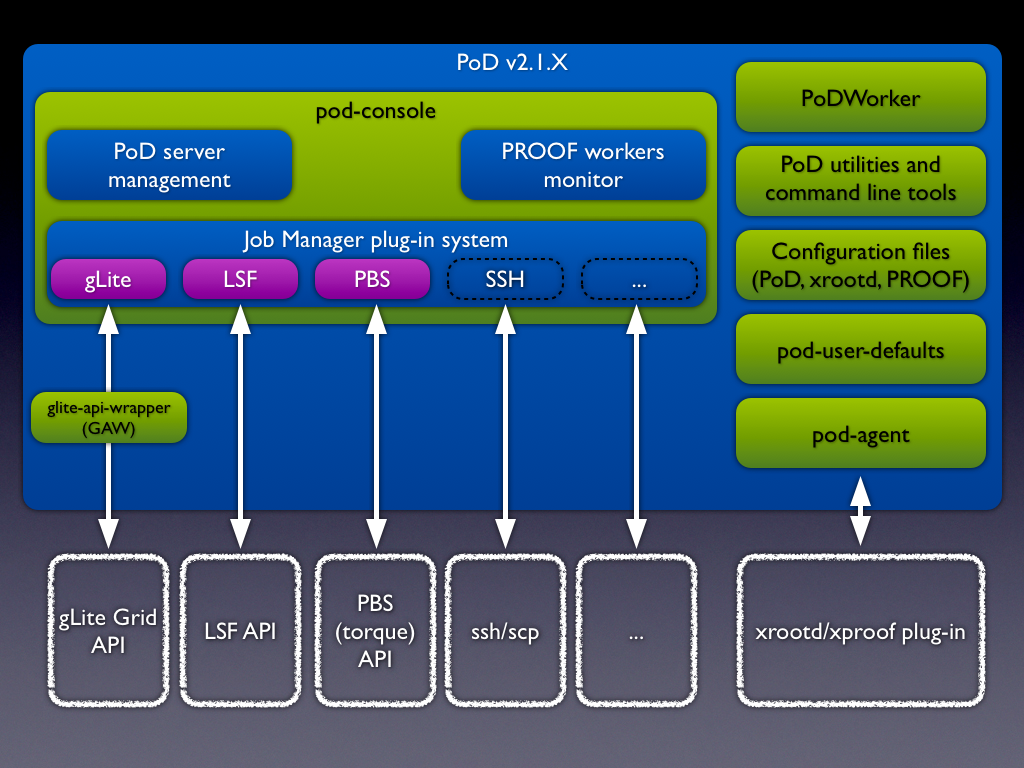 PoD v2.1.X
pod-console
PoD server
management
PROOF workers
monitor
Job Manager plug-in system
gLite
LSF
PBS
SSH
...
glite-api-wrapper
(GAW)
PoDWorker
PoD utilities and
command line tools
Configuration files
(PoD, xrootd, PROOF)
pod-user-defaults
pod-agent
gLite Grid
API
LSF API
PBS
(torque)
API
ssh/scp
...
xrootd/xproof plug-in